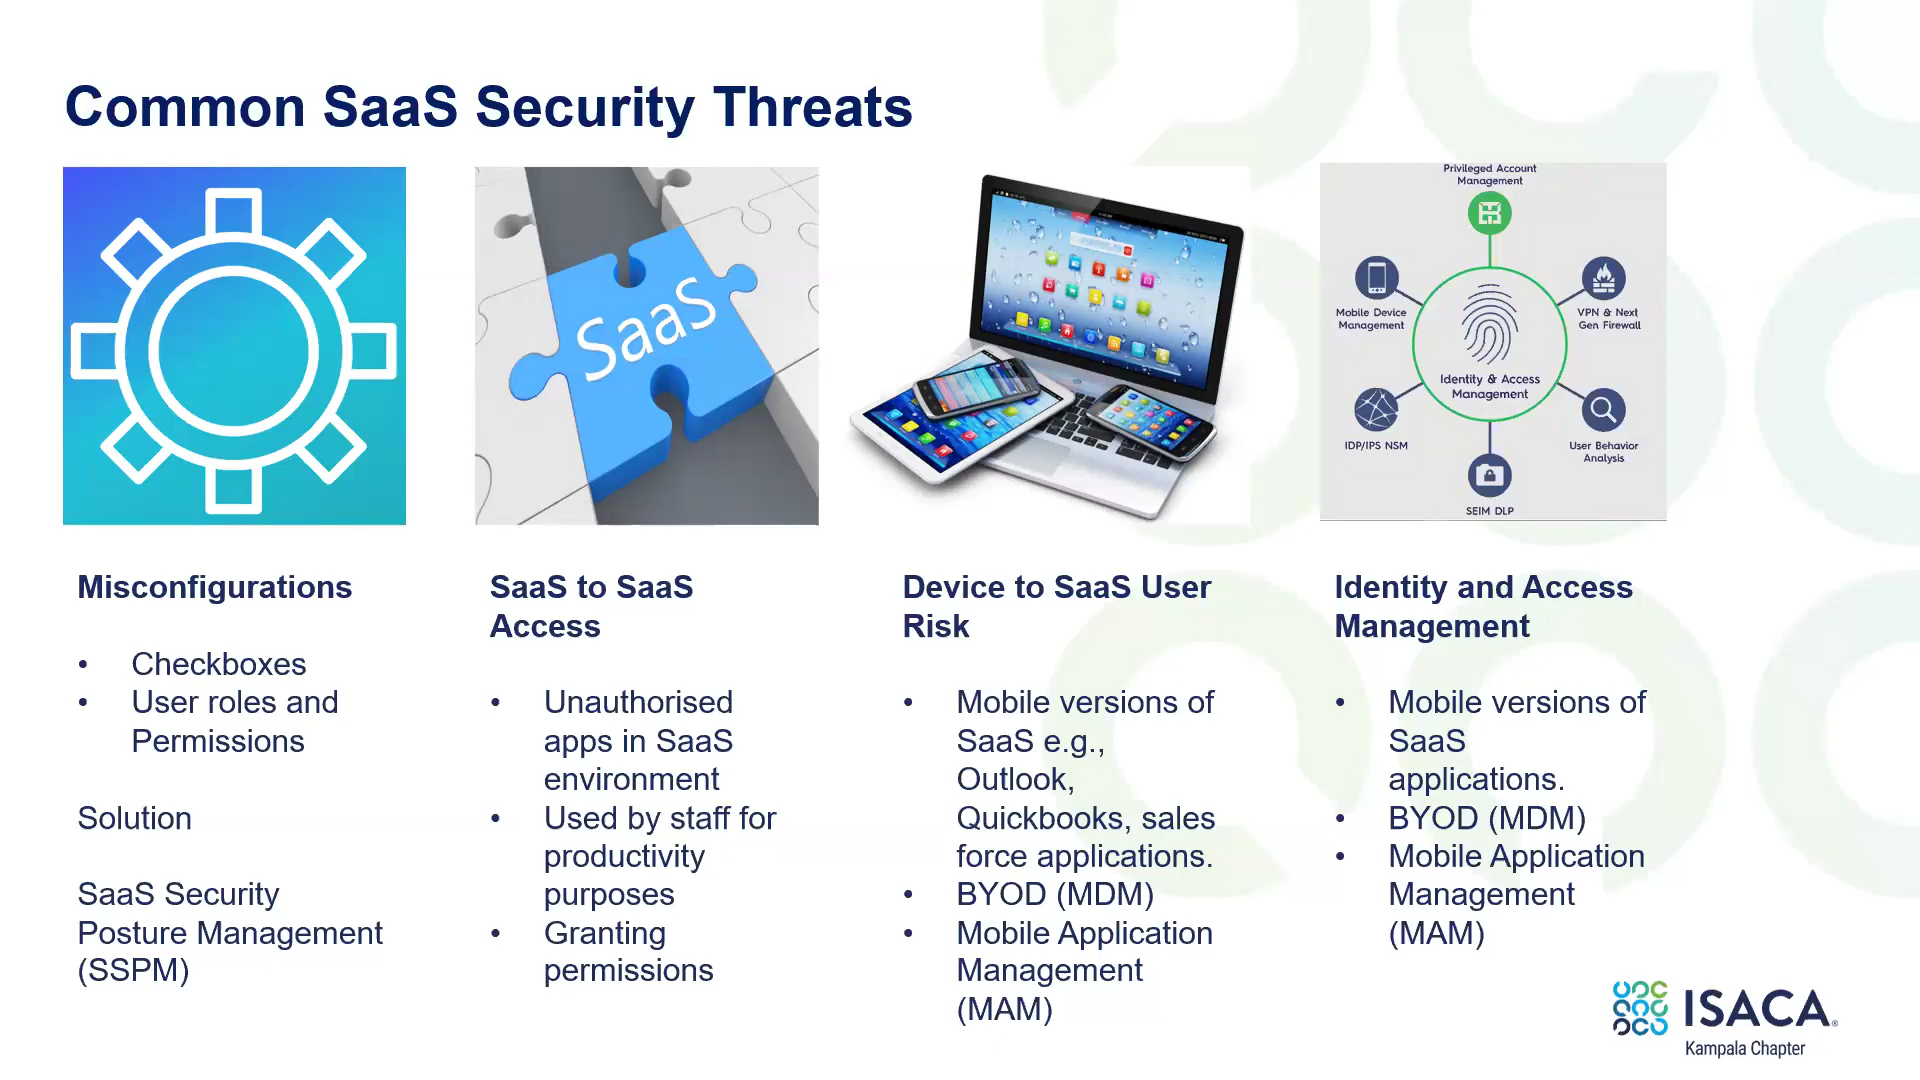 Common SaaS Security Threats
SaaS
Privileged Account
Management
Mobile Device
Management
VPN & Next
Gen Firewall
Identity & Access
Management
IDP/IPS NSM
User Behavior
Analysis
SEIM DLP
Misconfigurations
• Checkboxes
• User roles and
Permissions
Solution
SaaS Security
Posture Management
(SSPM)
SaaS to SaaS
Access
• Unauthorised
apps in SaaS
environment
• Used by staff for
productivity
purposes
• Granting
permissions
Device to SaaS User
Risk
• Mobile versions of
SaaS e.g.,
Outlook,
Quickbooks, sales
force applications.
• BYOD (MDM)
• Mobile Application
Management
(MAM)
Identity and Access
Management
• Mobile versions of
SaaS
applications.
• BYOD (MDM)
• Mobile Application
Management
(MAM)
ISACA®
Kampala Chapter